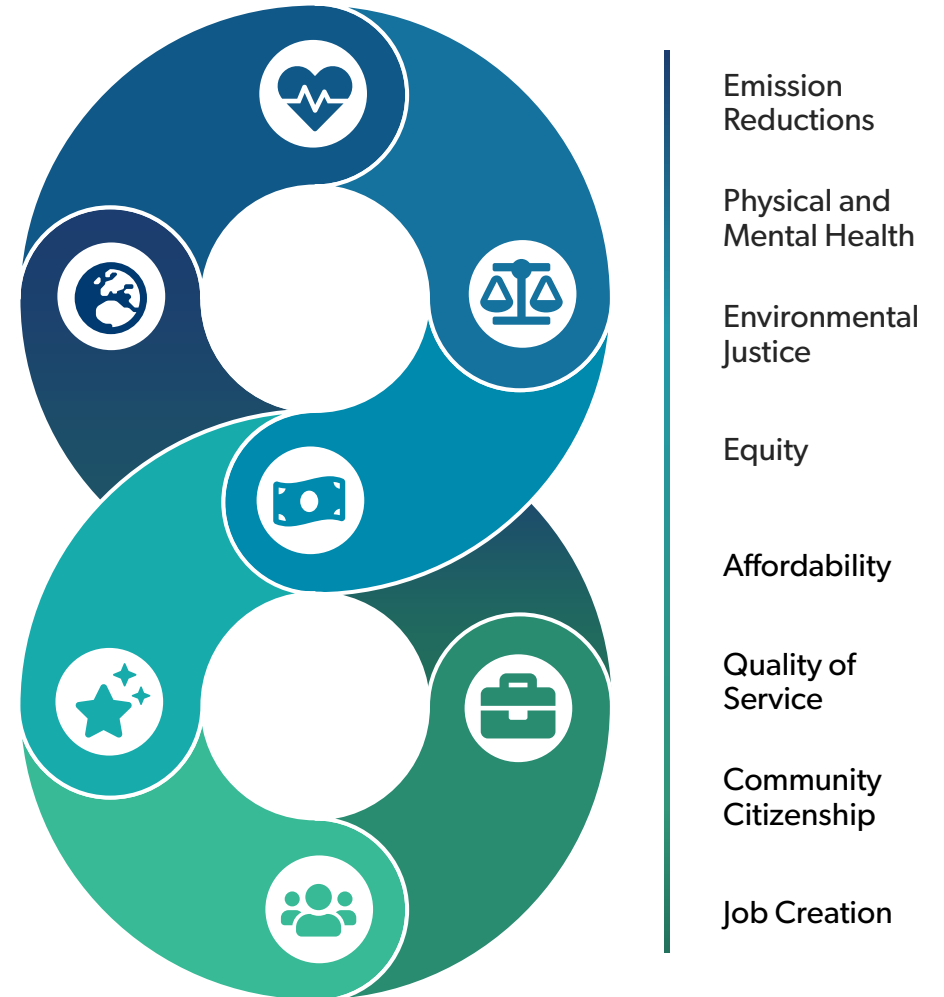 Emission
Reductions
Physical and
Mental Health
Environmental
Justice
Equity
Affordability
Quality of
Service
Community
Citizenship
Job Creation